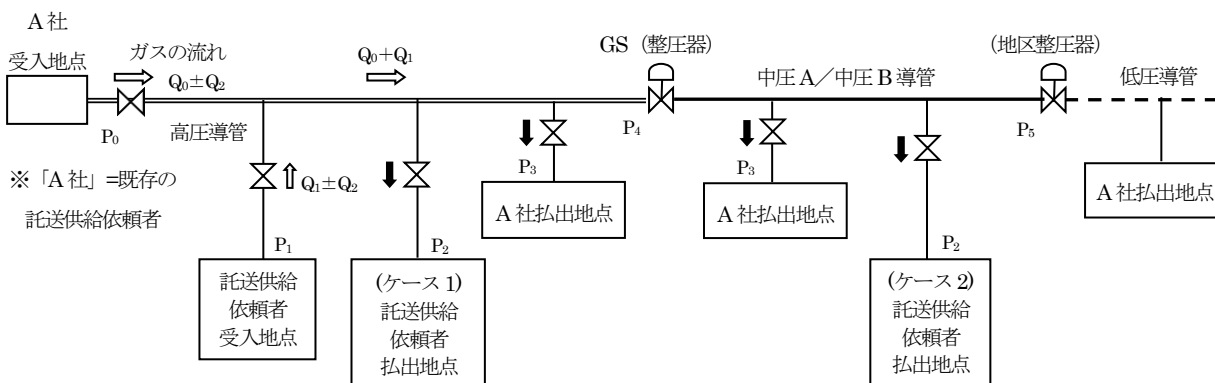 A社
受入地点
ガスの流れ
Q₀±Q₂
Q₀+Q₁
GS（整圧器）
中圧A／中圧B導管
(地区整圧器)
低圧導管
P₀
高圧導管
P₄
P₅
P₃
P₃
※「A社」=既存の
託送供給依頼者
Q₁±Q₂
A社払出地点
A社払出地点
A社払出地点
P₁
P₂
P₂
託送供給
依頼者
受入地点
(ケース1)
託送供給
依頼者
払出地点
(ケース2)
託送供給
依頼者
払出地点